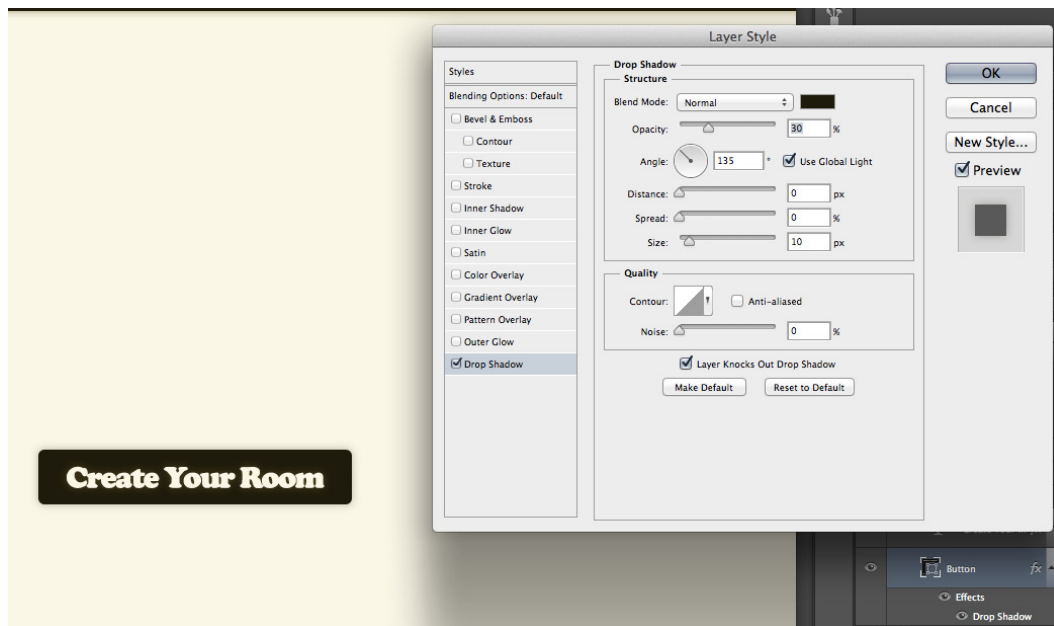 Layer Style
Styles
Blending Options: Default
Bevel & Emboss
Contour
Texture
Stroke
Inner Shadow
Inner Glow
Satin
Color Overlay
Gradient Overlay
Pattern Overlay
Outer Glow
Drop Shadow
Drop Shadow
Structure
Blend Mode: Normal
Opacity: 30 %
Angle: 135 ° Use Global Light
Distance: 0 px
Spread: 0 %
Size: 10 px
Quality
Contour: Anti-aliased
Noise: 0 %
Layer Knocks Out Drop Shadow
Make Default Reset to Default
OK
Cancel
New Style...
Preview
Create Your Room
Button fx
Effects
Drop Shadow